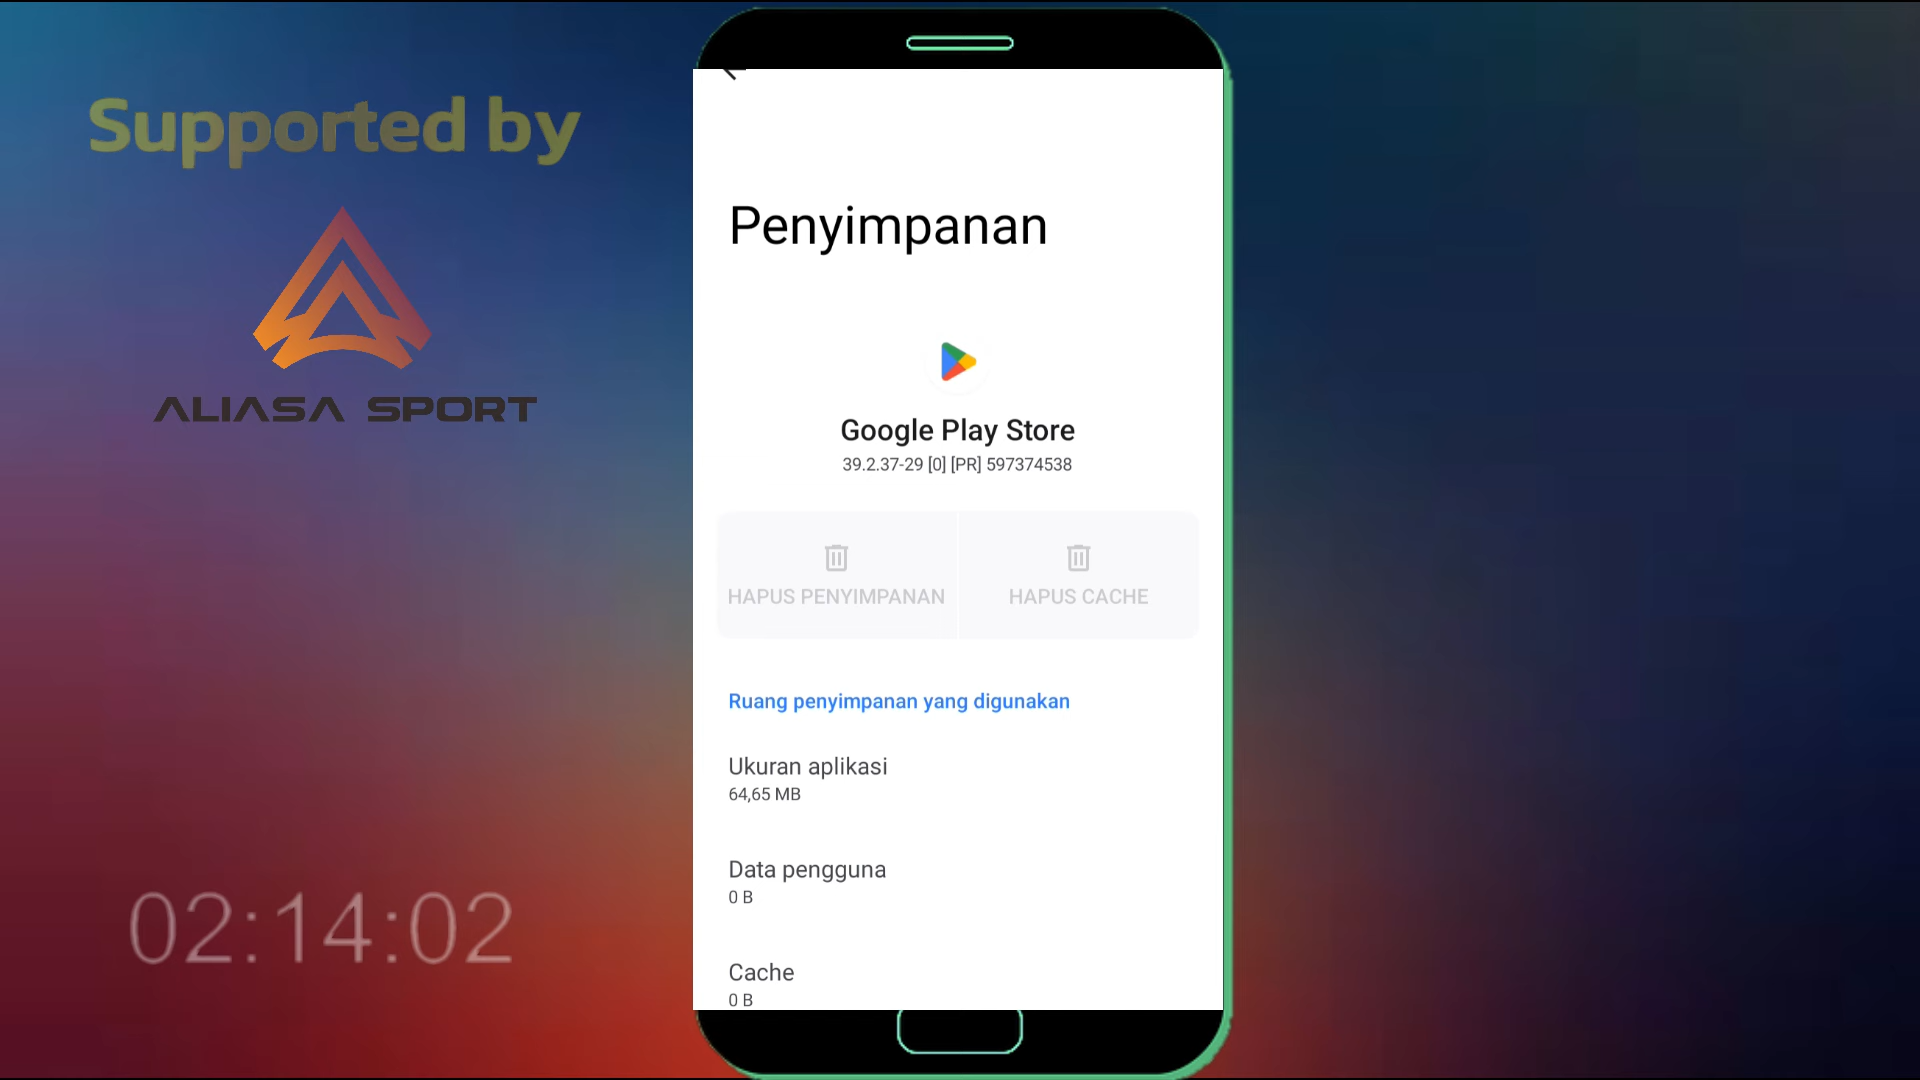 Supported by
ALIASA SPORT
02:14:02
Penyimpanan
Google Play Store
39.2.37-29 [0] [PR] 597374538
HAPUS PENYIMPANAN
HAPUS CACHE
Ruang penyimpanan yang digunakan
Ukuran aplikasi
64,65 MB
Data pengguna
0 B
Cache
0 B